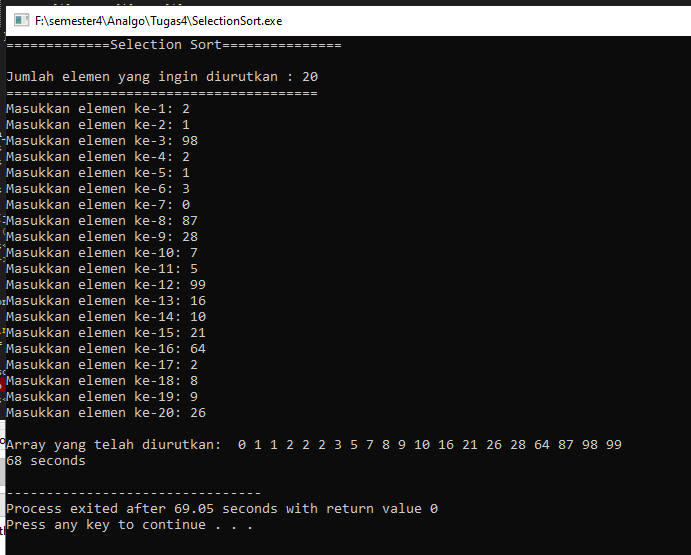 F:\semester4\Analgo\Tugas4\SelectionSort.exe
=============Selection Sort===============
Jumlah elemen yang ingin diurutkan : 20
=======================================
Masukkan elemen ke-1: 2
Masukkan elemen ke-2: 1
Masukkan elemen ke-3: 98
Masukkan elemen ke-4: 2
Masukkan elemen ke-5: 1
Masukkan elemen ke-6: 3
Masukkan elemen ke-7: 0
Masukkan elemen ke-8: 87
Masukkan elemen ke-9: 28
Masukkan elemen ke-10: 7
Masukkan elemen ke-11: 5
Masukkan elemen ke-12: 99
Masukkan elemen ke-13: 16
Masukkan elemen ke-14: 10
Masukkan elemen ke-15: 21
Masukkan elemen ke-16: 64
Masukkan elemen ke-17: 2
Masukkan elemen ke-18: 8
Masukkan elemen ke-19: 9
Masukkan elemen ke-20: 26
Array yang telah diurutkan:  0 1 1 2 2 2 3 5 7 8 9 10 16 21 26 28 64 87 98 99
68 seconds
--------------------------------
Process exited after 69.05 seconds with return value 0
Press any key to continue . . .